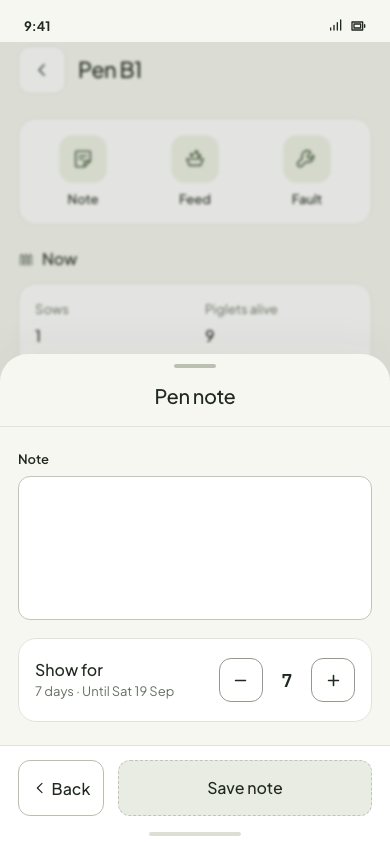 9:41
Pen B1
Note Feed Fault
Now
Sows Piglets alive
1 9
Pen note
Note
Show for
7 days · Until Sat 19 Sep
− 7 +
Back Save note